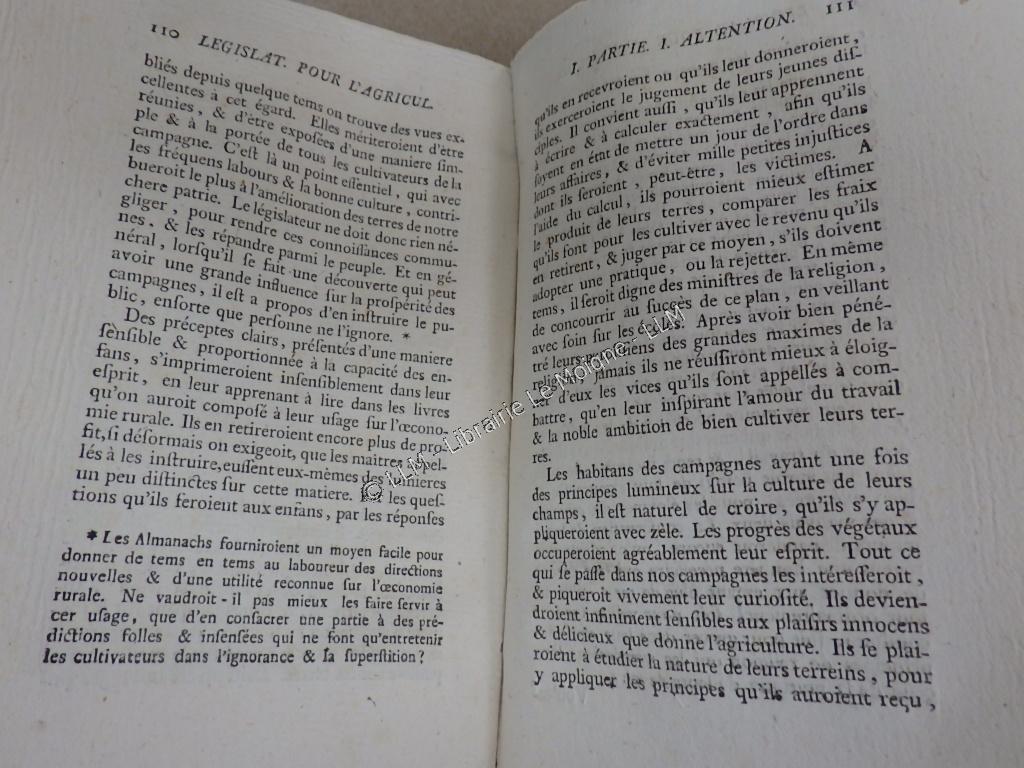 110 LEGISLAT. POUR L'AGRICUL.
bliés depuis quelque tems on trouve des vues ex-
cellentes à cet égard. Elles mériteroient d'être
réunies, & d'être exposées d'une maniere sim-
ple & à la portée de tous les cultivateurs de la
campagne. C'est là un point essentiel, qui avec
les fréquens labours & la bonne culture, contri-
bueroit le plus à l'amélioration des terres de notre
chere patrie. Le législateur ne doit donc rien né-
gliger, pour rendre ces connoissances commu-
nes, & les répandre parmi le peuple. Et en gé-
néral, lorsqu'il se fait une découverte qui peut
avoir une grande influence sur la prospérité des
campagnes, il est a propos d'en instruire le pu-
blic, ensorte que personne ne l'ignore. *
Des préceptes clairs, présentés d'une maniere
sensible & proportionnée à la capacité des en-
fans, s'imprimeroient insensiblement dans leur
esprit, en leur apprenant à lire dans les livres
qu'on auroit composé à leur usage sur l'œcono-
mie rurale. Ils en retireroient encore plus de pro-
fit, si désormais on exigeoit, que les maitres appel-
lés à les instruire, eussent eux-mêmes des lumieres
un peu distinctes sur cette matiere. Par les ques-
tions qu'ils feroient aux enfans, par les réponses
* Les Almanachs fourniroient un moyen facile pour
donner de tems en tems au laboureur des directions
nouvelles & d'une utilité reconnue sur l'œconomie
rurale. Ne vaudroit-il pas mieux les faire servir à
cer usage, que d'en consacrer une partie à des pré-
dictions folles & insensées qui ne font qu'entretenir
les cultivateurs dans l'ignorance & la superstition?
I. PARTIE. I. ALTENTION. 111
qu'ils en recevroient ou qu'ils leur donneroient,
ils exerceroient le jugement de leurs jeunes dis-
ciples. Il convient aussi, qu'ils leur apprennent
à écrire & à calculer exactement, afin qu'ils
soyent en état de mettre un jour de l'ordre dans
leurs affaires, & d'éviter mille petites injustices
dont ils seroient, peut-être, les victimes. A
l'aide du calcul, ils pourroient mieux estimer
le produit de leurs terres, comparer les fraix
qu'ils font pour les cultiver avec le revenu qu'ils
en retirent, & juger par ce moyen, s'ils doivent
adopter une pratique, ou la rejetter. En même
tems, il seroit digne des ministres de la religion,
de concourir au succès de ce plan, en veillant
avec soin sur les écoles. Après avoir bien péné-
tré leurs paroissiens des grandes maximes de la
religion, jamais ils ne réussiront mieux à éloig-
ner d'eux les vices qu'ils sont appellés à com-
battre, qu'en leur inspirant l'amour du travail
& la noble ambition de bien cultiver leurs ter-
res.
Les habitans des campagnes ayant une fois
des principes lumineux sur la culture de leurs
champs, il est naturel de croire, qu'ils s'y ap-
pliqueroient avec zèle. Les progrès des végétaux
occuperoient agréablement leur esprit. Tout ce
qui se passe dans nos campagnes les intéresseroit,
& piqueroit vivement leur curiosité. Ils devien-
droient infiniment sensibles aux plaisirs innocens
& délicieux que donne l'agriculture. Ils se plai-
roient à étudier la nature de leurs terreins, pour
y appliquer les principes qu'ils auroient reçu,
© LLM - Librairie Le Molone - LLM